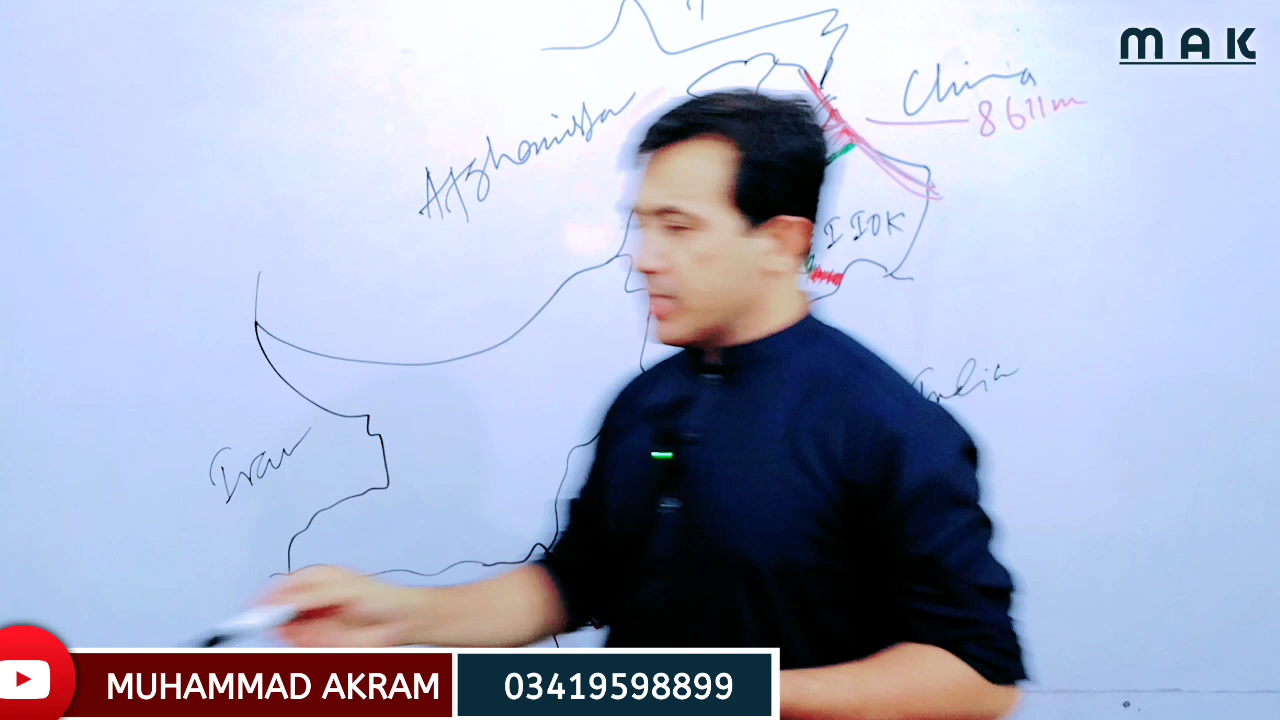 MAK
China
8611m
Afghanistan
IIOK
India
Iran
MUHAMMAD AKRAM
03419598899